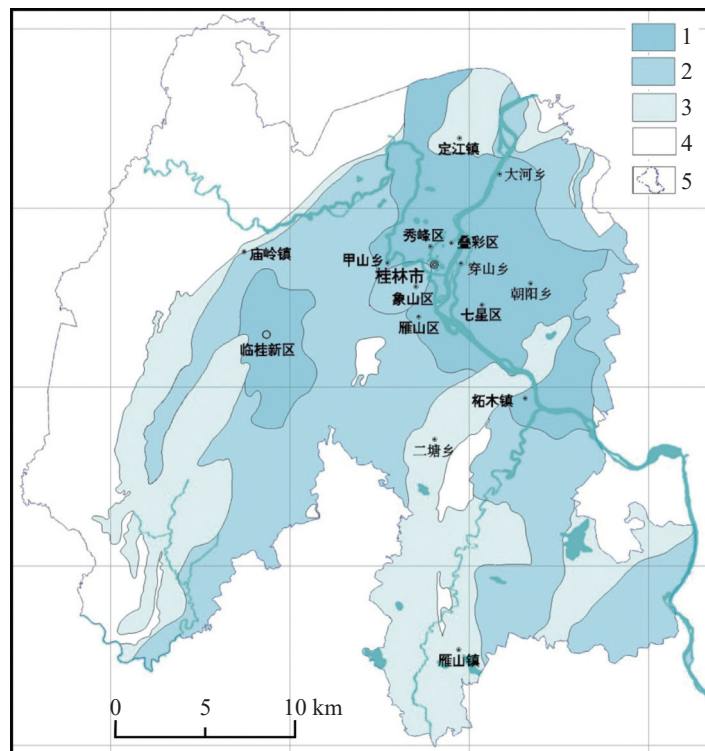 1
2
3
4
5
定江镇
大河乡
秀峰区
叠彩区
庙岭镇
甲山乡
穿山乡
桂林市
朝阳乡
象山区
七星区
雁山区
临桂新区
柘木镇
二塘乡
雁山镇
0 5 10 km